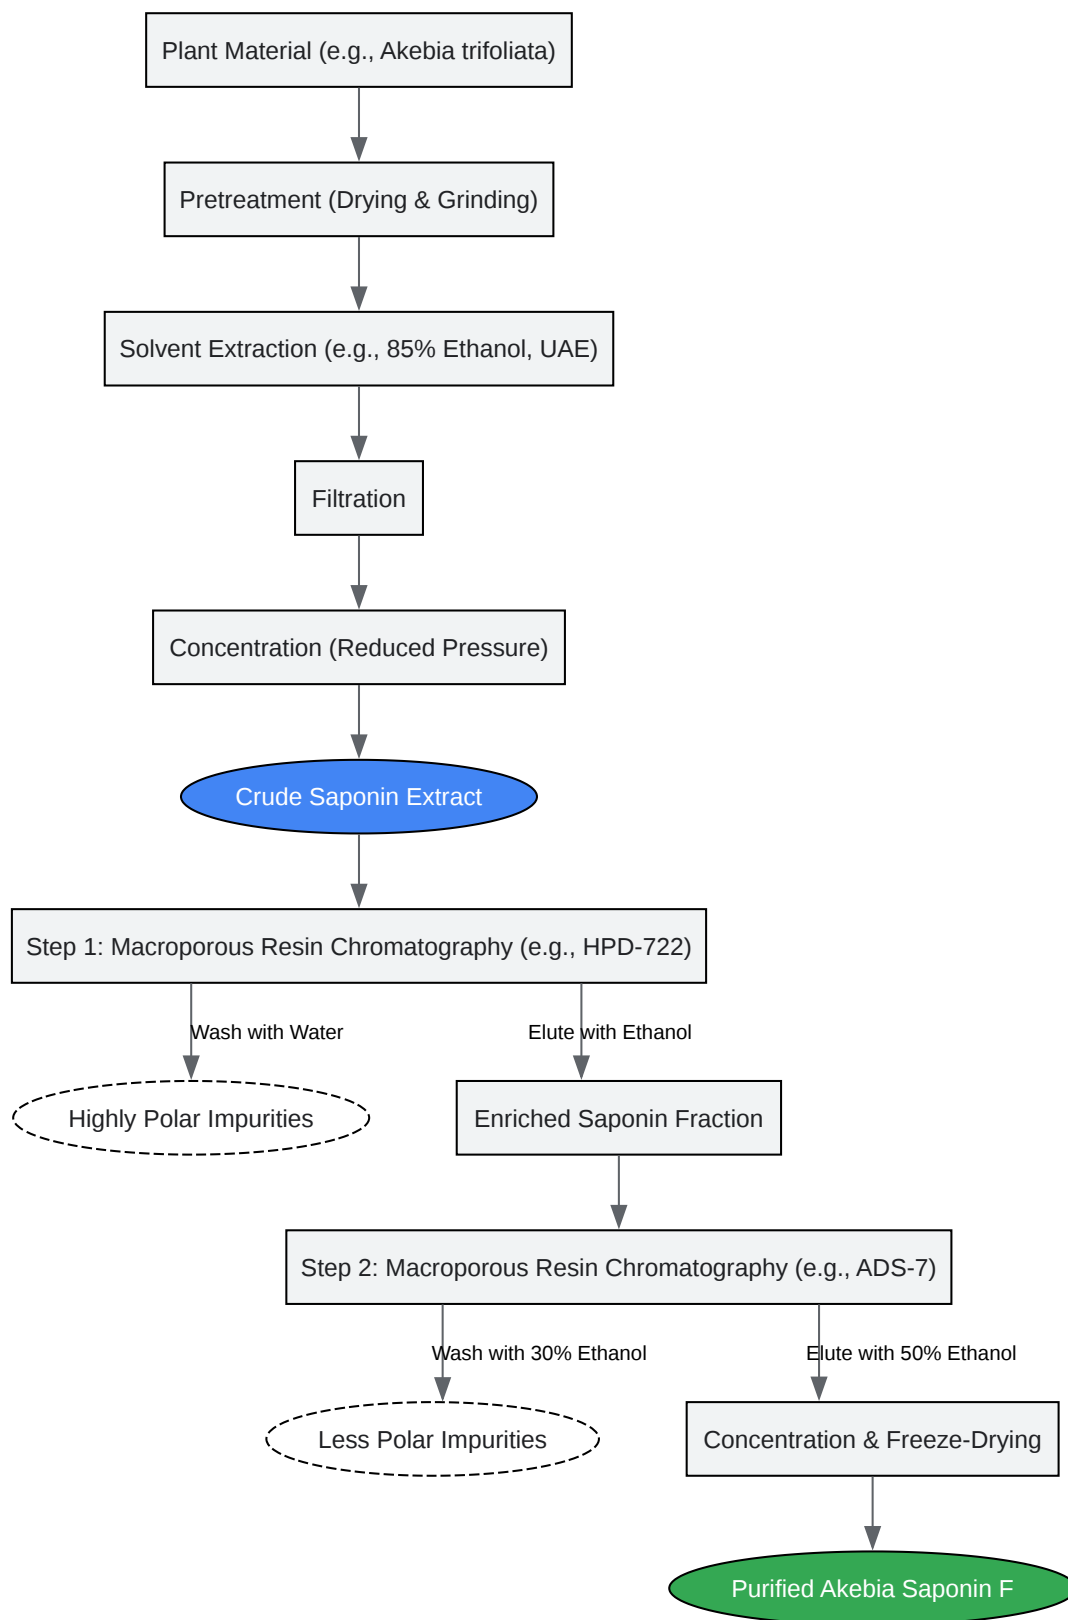 Plant Material (e.g., Akebia trifoliata)
Pretreatment (Drying & Grinding)
Solvent Extraction (e.g., 85% Ethanol, UAE)
Filtration
Concentration (Reduced Pressure)
Crude Saponin Extract
Step 1: Macroporous Resin Chromatography (e.g., HPD-722)
Wash with Water
Elute with Ethanol
Highly Polar Impurities
Enriched Saponin Fraction
Step 2: Macroporous Resin Chromatography (e.g., ADS-7)
Wash with 30% Ethanol
Elute with 50% Ethanol
Less Polar Impurities
Concentration & Freeze-Drying
Purified Akebia Saponin F